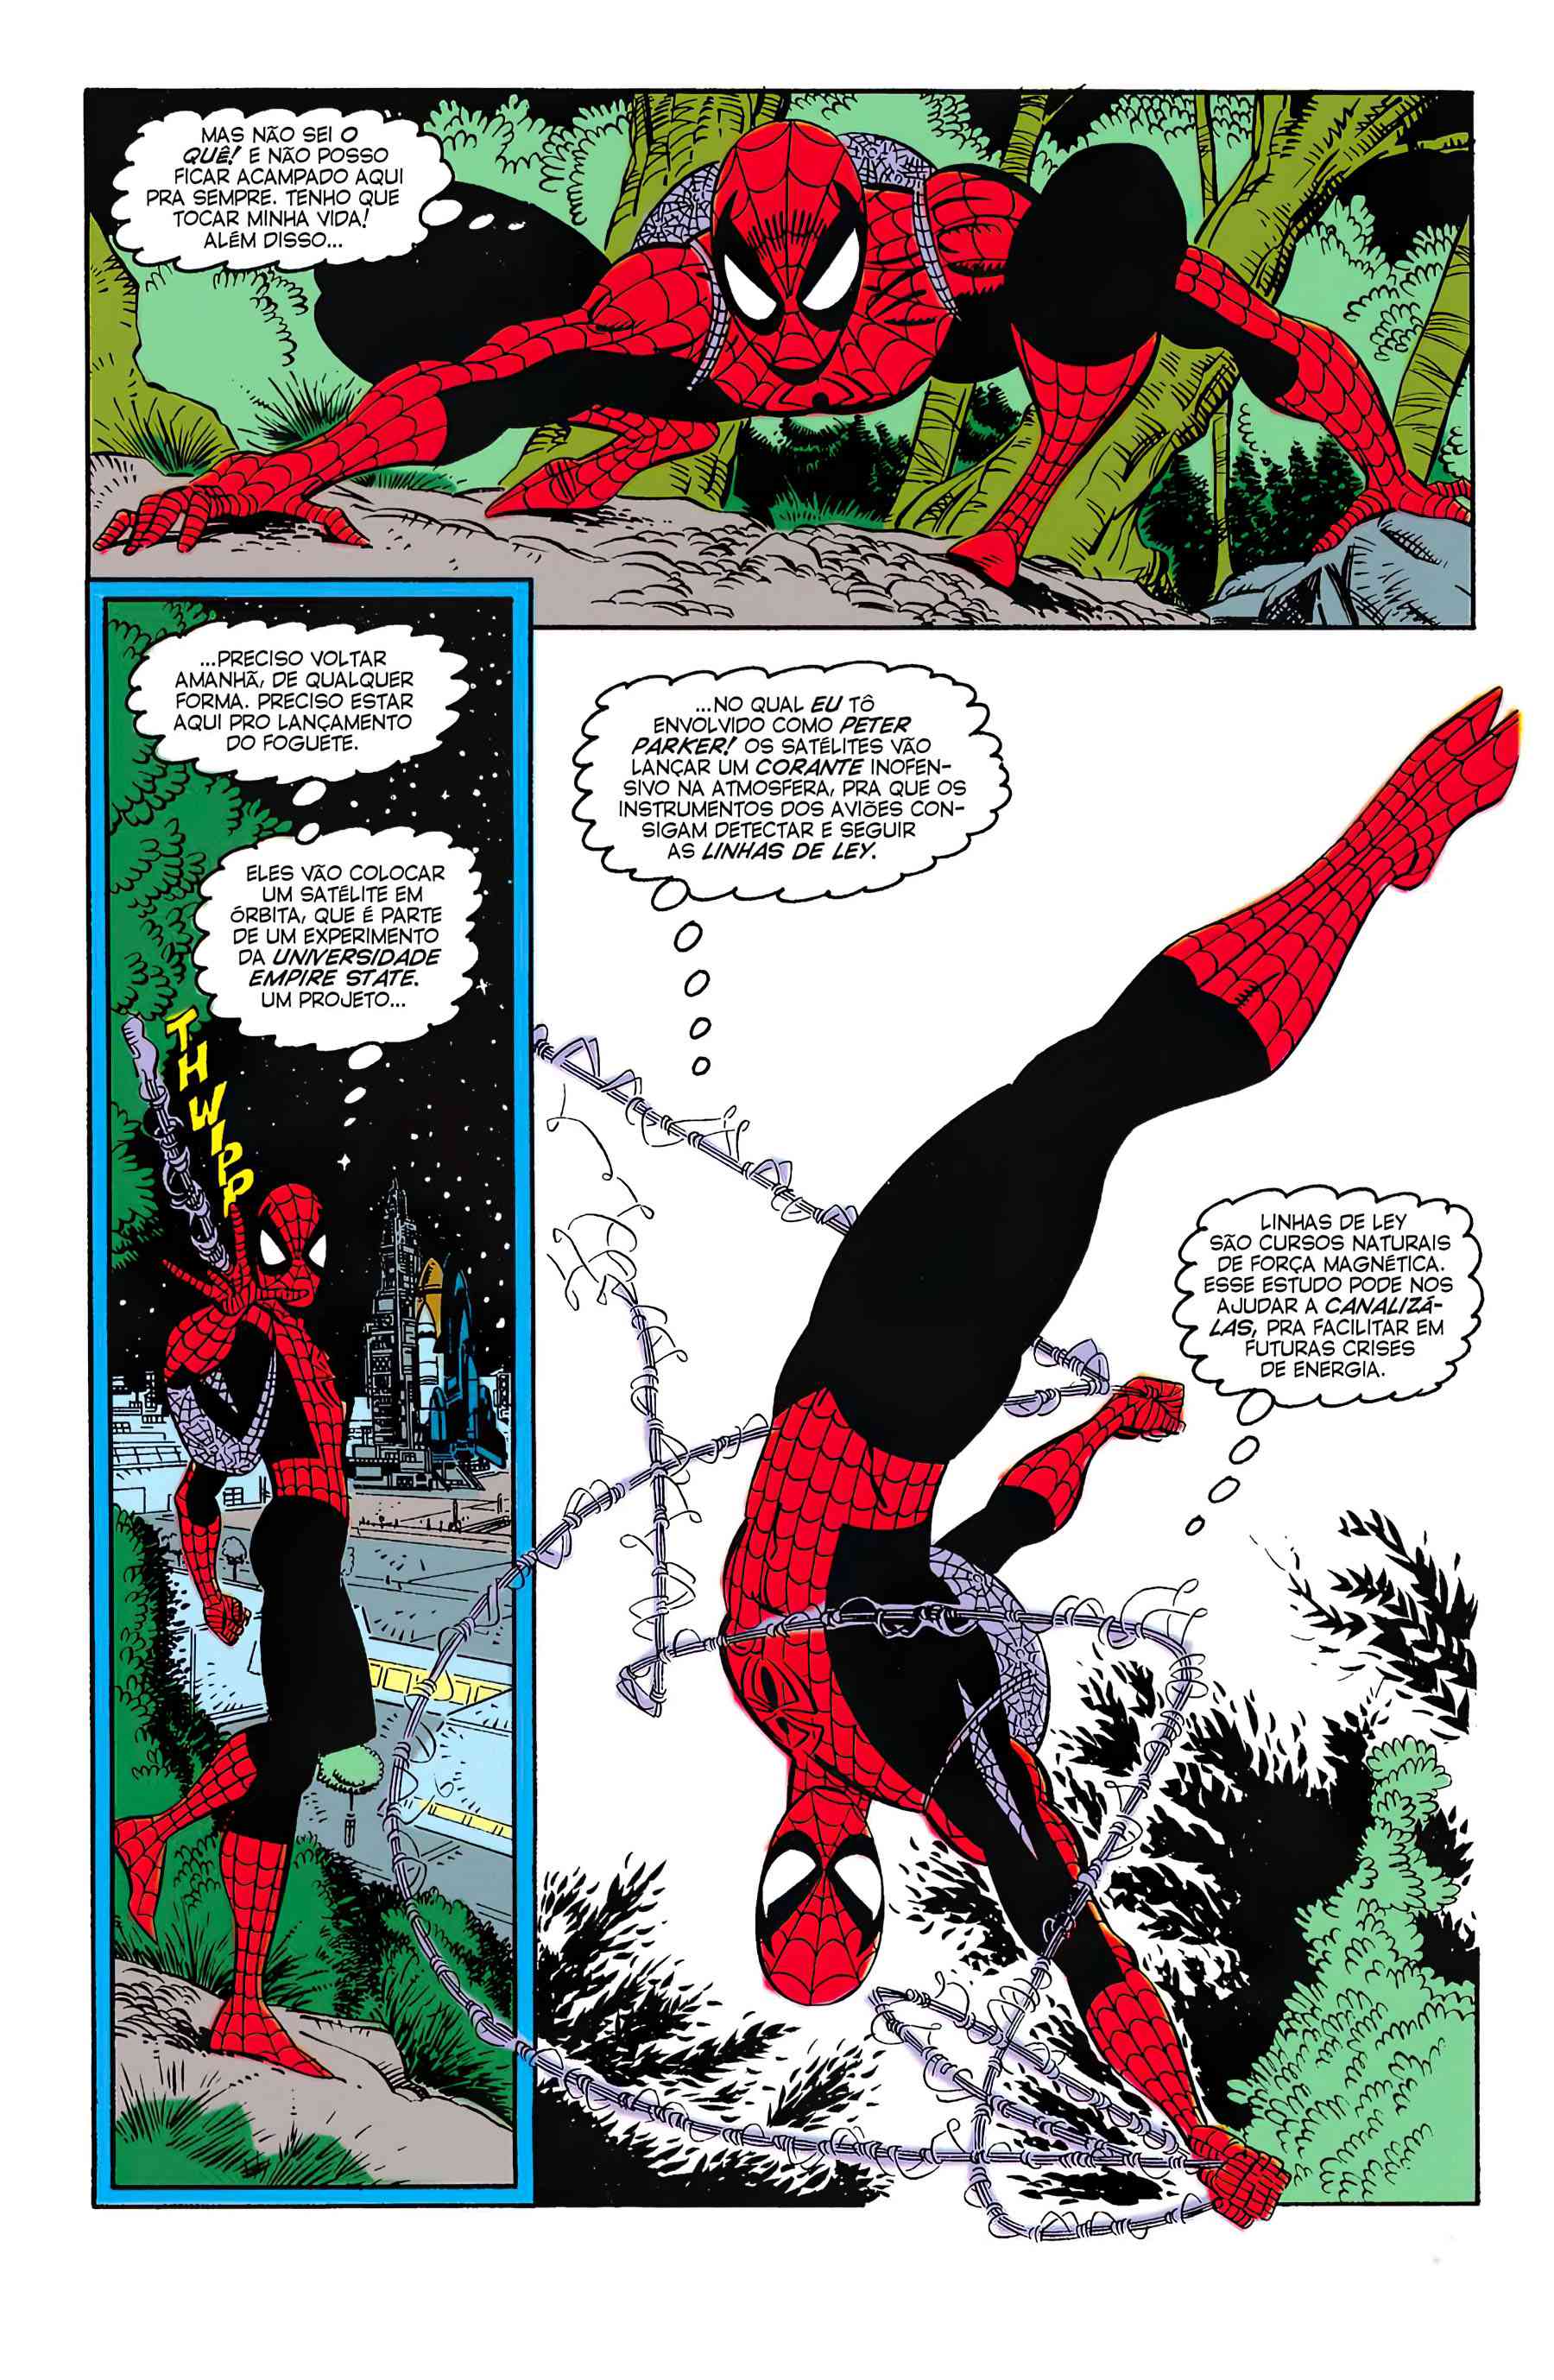 MAS NÃO SEI O
QUÊ! E NÃO POSSO
FICAR ACAMPADO AQUI
PRA SEMPRE. TENHO QUE
TOCAR MINHA VIDA!
ALÉM DISSO...
...PRECISO VOLTAR
AMANHÃ, DE QUALQUER
FORMA. PRECISO ESTAR
AQUI PRO LANÇAMENTO
DO FOGUETE.
ELES VÃO COLOCAR
UM SATÉLITE EM
ÓRBITA, QUE É PARTE
DE UM EXPERIMENTO
DA UNIVERSIDADE
EMPIRE STATE.
UM PROJETO...
THWIPP
...NO QUAL EU TÔ
ENVOLVIDO COMO PETER
PARKER! OS SATÉLITES VÃO
LANÇAR UM CORANTE INOFEN-
SIVO NA ATMOSFERA, PRA QUE OS
INSTRUMENTOS DOS AVIÕES CON-
SIGAM DETECTAR E SEGUIR
AS LINHAS DE LEY.
LINHAS DE LEY
SÃO CURSOS NATURAIS
DE FORÇA MAGNÉTICA.
ESSE ESTUDO PODE NOS
AJUDAR A CANALIZÁ-
LAS, PRA FACILITAR EM
FUTURAS CRISES
DE ENERGIA.